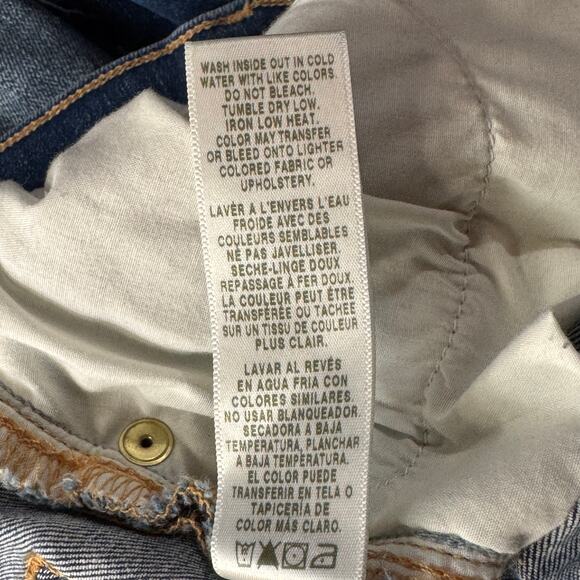 WASH INSIDE OUT IN COLD
WATER WITH LIKE COLORS.
DO NOT BLEACH.
TUMBLE DRY LOW.
IRON LOW HEAT.
COLOR MAY TRANSFER
OR BLEED ONTO LIGHTER
COLORED FABRIC OR
UPHOLSTERY.
LAVER A L'ENVERS L'EAU
FROIDE AVEC DES
COULEURS SEMBLABLES
NE PAS JAVELLISER.
SECHE-LINGE DOUX
REPASSAGE A FER DOUX.
LA COULEUR PEUT ÊTRE
TRANSFÉRÉE OU TACHÉE
SUR UN TISSU DE COULEUR
PLUS CLAIR.
LAVAR AL REVÉS
EN AGUA FRIA CON
COLORES SIMILARES.
NO USAR BLANQUEADOR.
SECADORA A BAJA
TEMPERATURA, PLANCHAR
A BAJA TEMPERATURA.
EL COLOR PUEDE
TRANSFERIR EN TELA O
TAPICERÍA DE
COLOR MÁS CLARO.